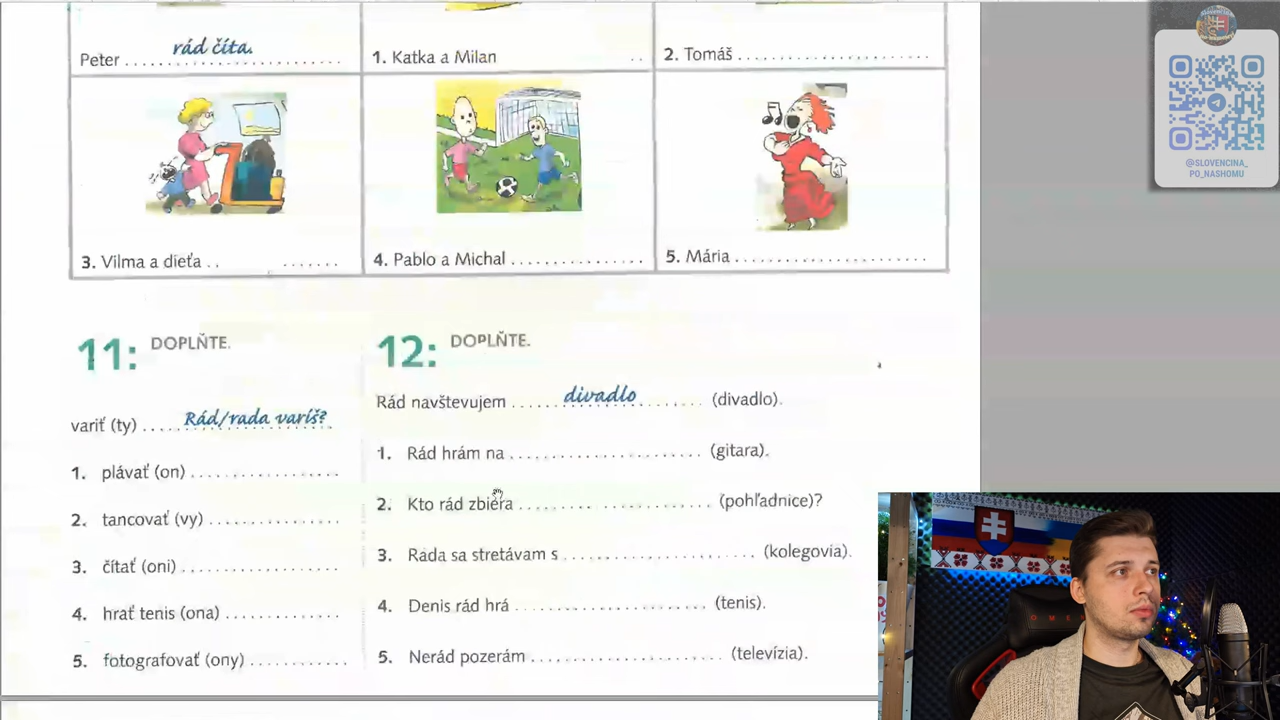 Peter rád číta.
1. Katka a Milan
2. Tomáš
3. Vilma a dieťa
4. Pablo a Michal
5. Mária
11: DOPLŇTE.
variť (ty) Rád/rada varíš?
1. plávať (on)
2. tancovať (vy)
3. čítať (oni)
4. hrať tenis (ona)
5. fotografovať (ony)
12: DOPLŇTE.
Rád navštevujem divadlo (divadlo).
1. Rád hrám na (gitara).
2. Kto rád zbiera (pohľadnice)?
3. Rada sa stretávam s (kolegovia).
4. Denis rád hrá (tenis).
5. Nerád pozerám (televízia).
@SLOVENCINA_
PO_NASHOMU